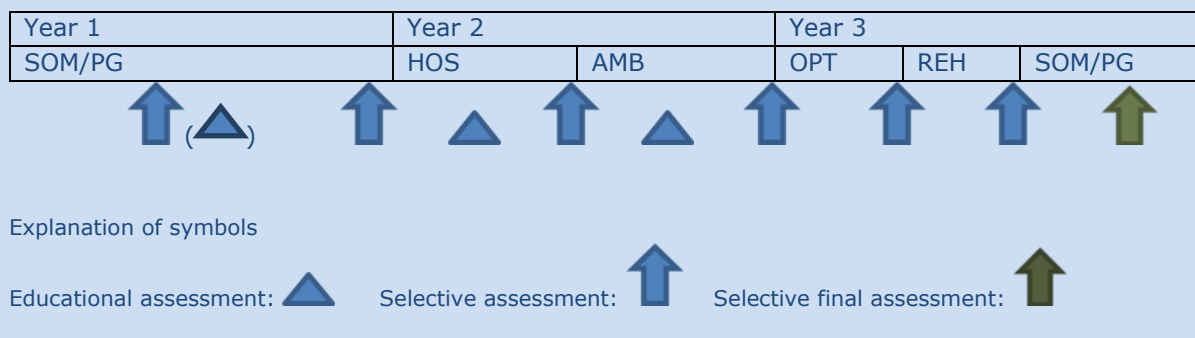 Year 1 Year 2 Year 3
SOM/PG HOS AMB OPT REH SOM/PG
( )
Explanation of symbols
Educational assessment: Selective assessment: Selective final assessment: